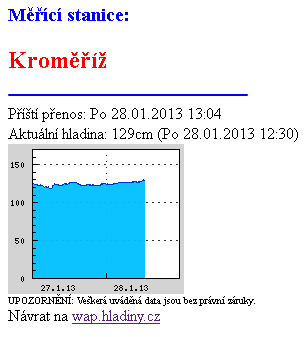 Měřící stanice:
Kroměříž
Příští přenos: Po 28.01.2013 13:04
Aktuální hladina: 129cm (Po 28.01.2013 12:30)
150
100
50
0
27.1.13 28.1.13
UPOZORNĚNÍ: Veškerá uváděná data jsou bez právní záruky.
Návrat na wap.hladiny.cz